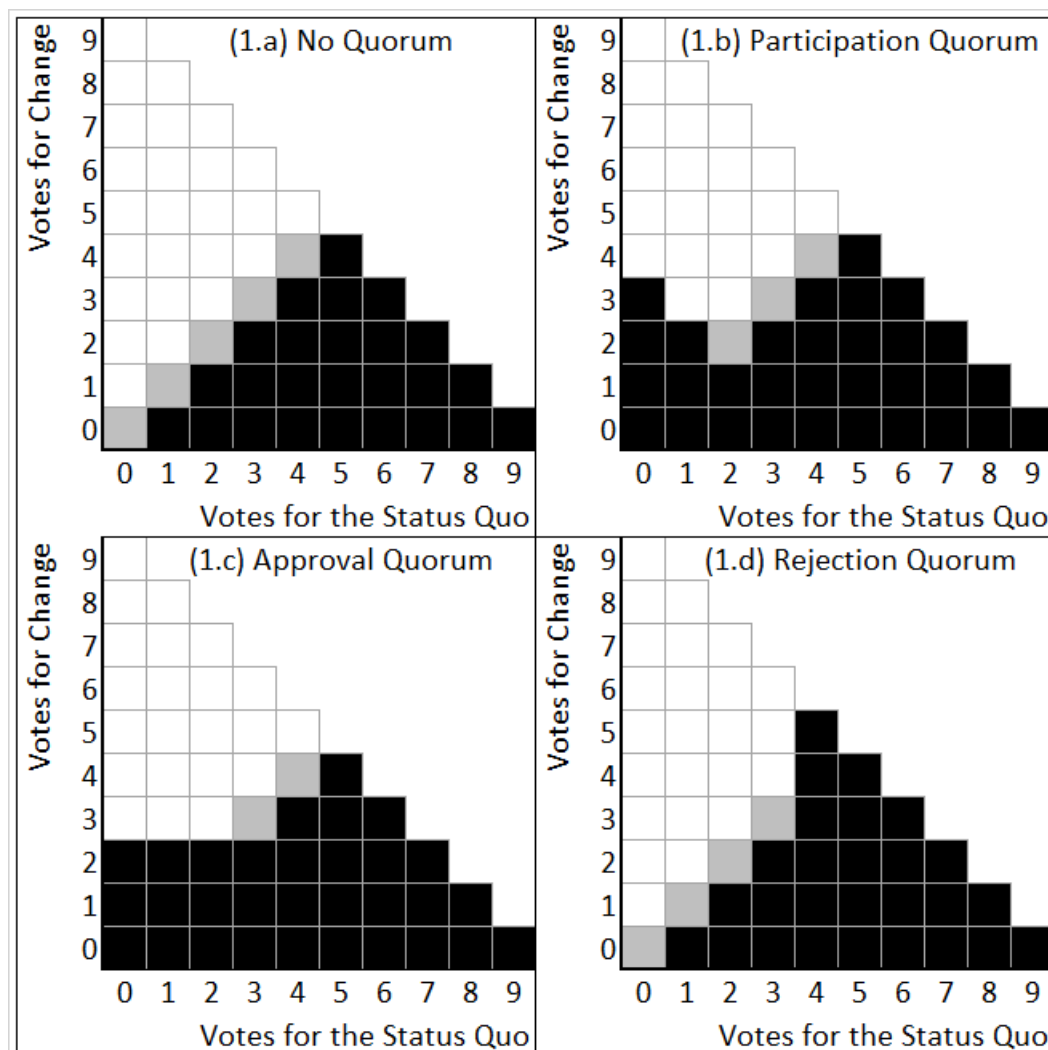 (1.a) No Quorum
Votes for Change
9
8
7
6
5
4
3
2
1
0
0 1 2 3 4 5 6 7 8 9
Votes for the Status Quo
(1.b) Participation Quorum
Votes for Change
9
8
7
6
5
4
3
2
1
0
0 1 2 3 4 5 6 7 8 9
Votes for the Status Quo
(1.c) Approval Quorum
Votes for Change
9
8
7
6
5
4
3
2
1
0
0 1 2 3 4 5 6 7 8 9
Votes for the Status Quo
(1.d) Rejection Quorum
Votes for Change
9
8
7
6
5
4
3
2
1
0
0 1 2 3 4 5 6 7 8 9
Votes for the Status Quo